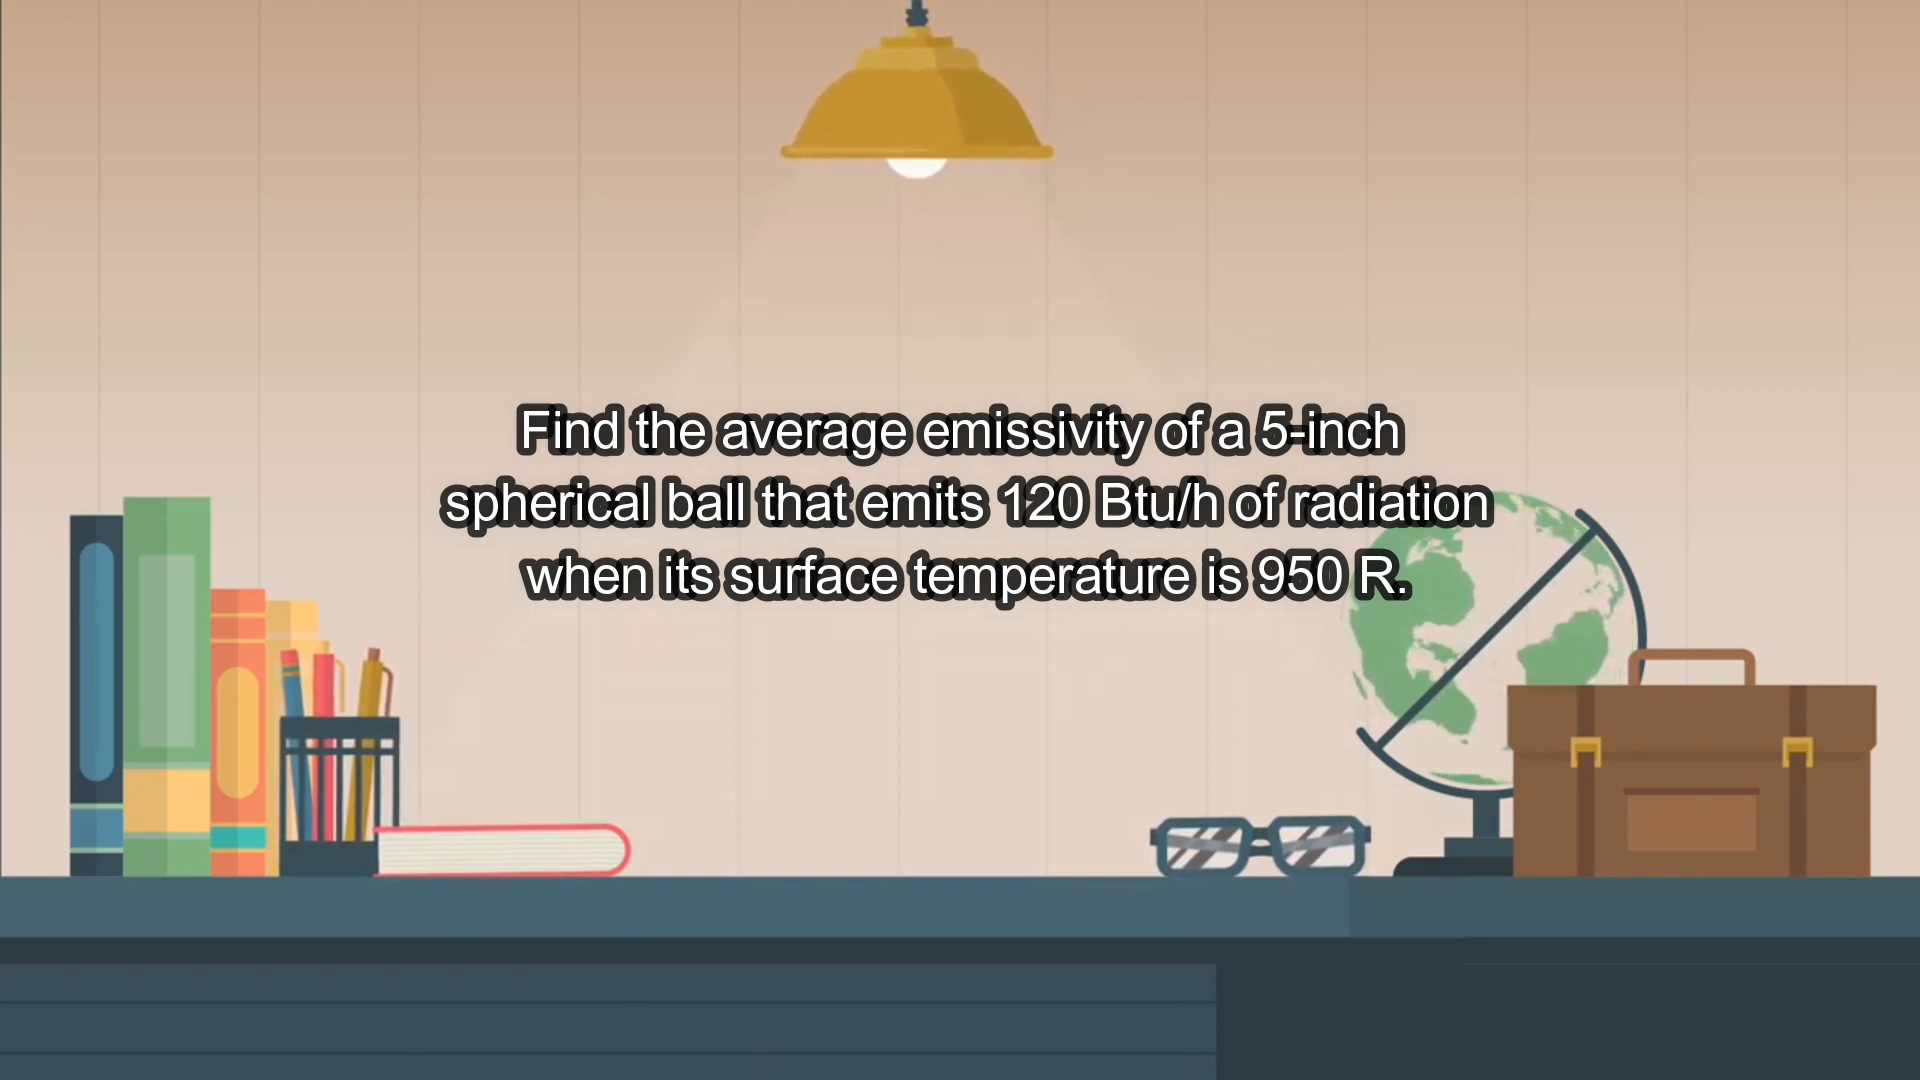 Find the average emissivity of a 5-inch
spherical ball that emits 120 Btu/h of radiation
when its surface temperature is 950 R.